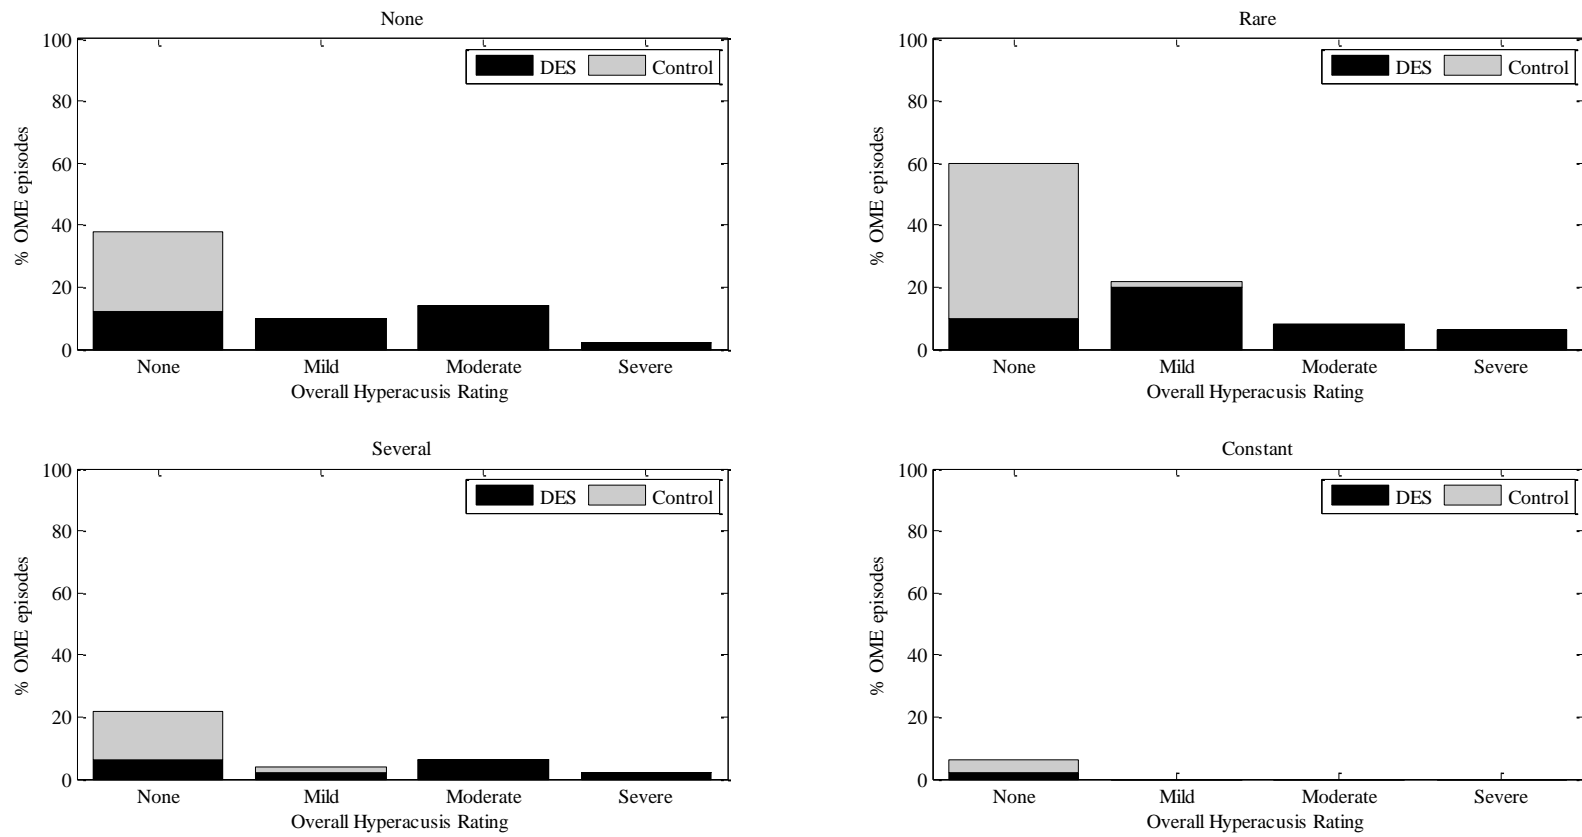 None
100
80
60
40
20
0
% OME episodes
DES Control
None Mild Moderate Severe
Overall Hyperacusis Rating
Rare
100
80
60
40
20
0
% OME episodes
DES Control
None Mild Moderate Severe
Overall Hyperacusis Rating
Several
100
80
60
40
20
0
% OME episodes
DES Control
None Mild Moderate Severe
Overall Hyperacusis Rating
Constant
100
80
60
40
20
0
% OME episodes
DES Control
None Mild Moderate Severe
Overall Hyperacusis Rating